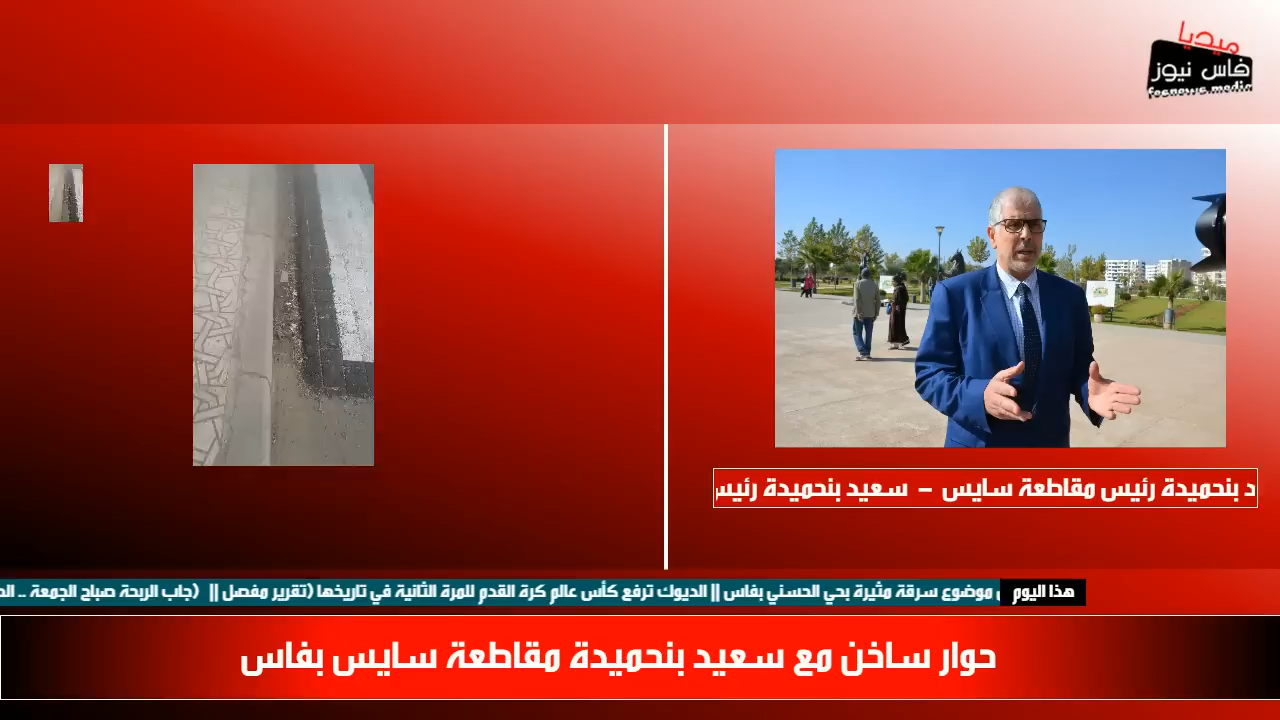 ميديا
فاس نيوز
fesnews.media
د بنحميدة رئيس مقاطعة سايس - سعيد بنحميدة رئيس
هذا اليوم
موضوع سرقة مثيرة بحي الحسني بفاس || الديوك ترفع كأس عالم كرة القدم للمرة الثانية في تاريخها (تقرير مفصل || (جاب الربحة صباح الجمعة ..
حوار ساخن مع سعيد بنحميدة مقاطعة سايس بفاس